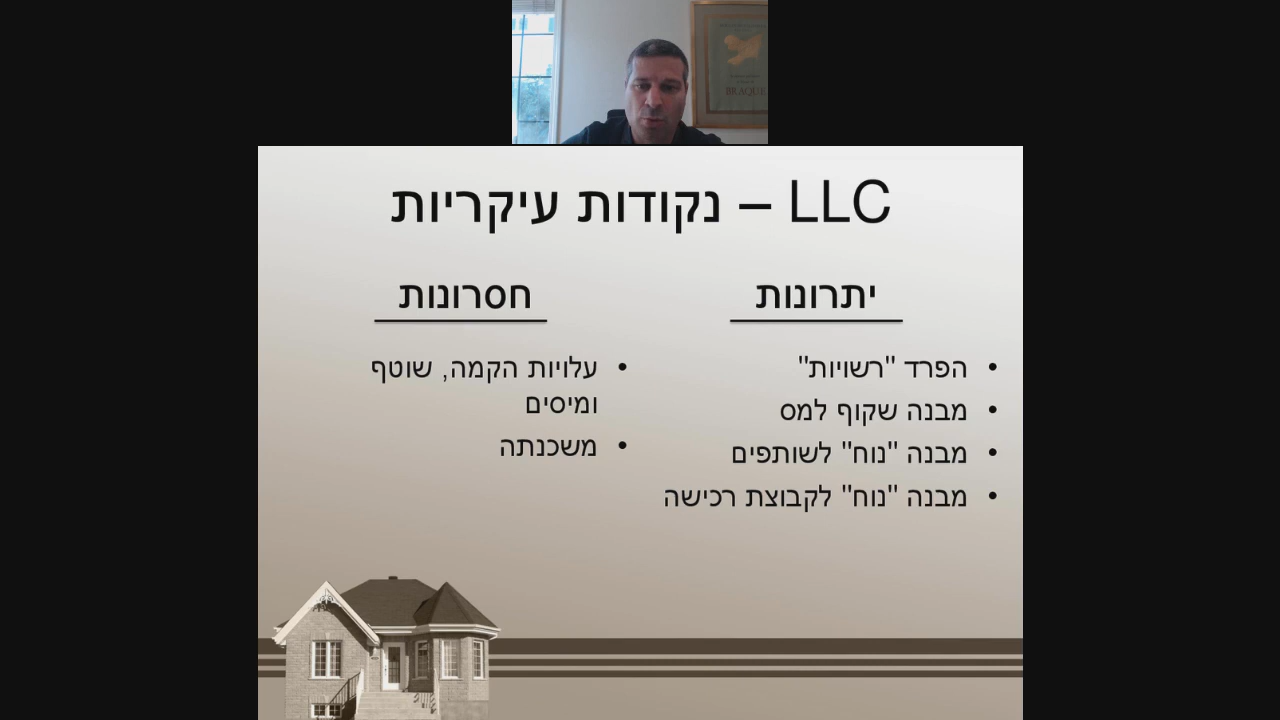 BRAQUE
LLC – נקודות עיקריות
יתרונות
• הפרד "רשויות"
• מבנה שקוף למס
• מבנה "נוח" לשותפים
• מבנה "נוח" לקבוצת רכישה
חסרונות
• עלויות הקמה, שוטף
ומיסים
• משכנתה